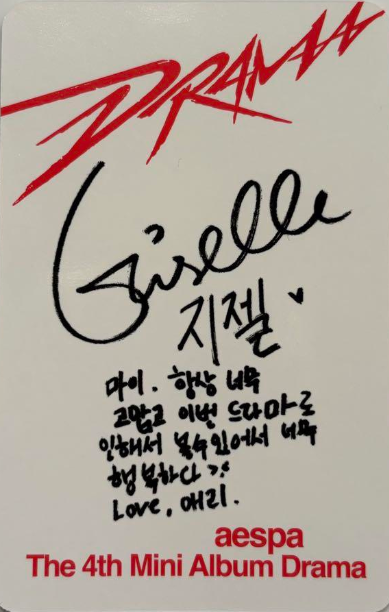 DRAMA
Giselle
지젤 ♥
마이. 항상 너무
고맙고 이번 드라마로
인해서 볼수있어서 너무
행복하다 >:<
Love, 애리.
aespa
The 4th Mini Album Drama